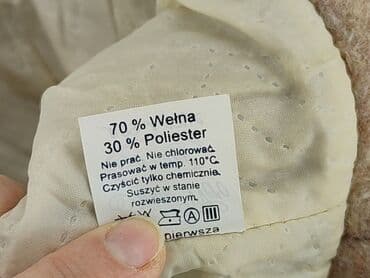 70 % Wełna
30 % Poliester
Nie prać. Nie chlorować.
Prasować w temp. 110°C.
Czyścić tylko chemicznie.
Suszyć w stanie
rozwieszonym.
A
pierwsza